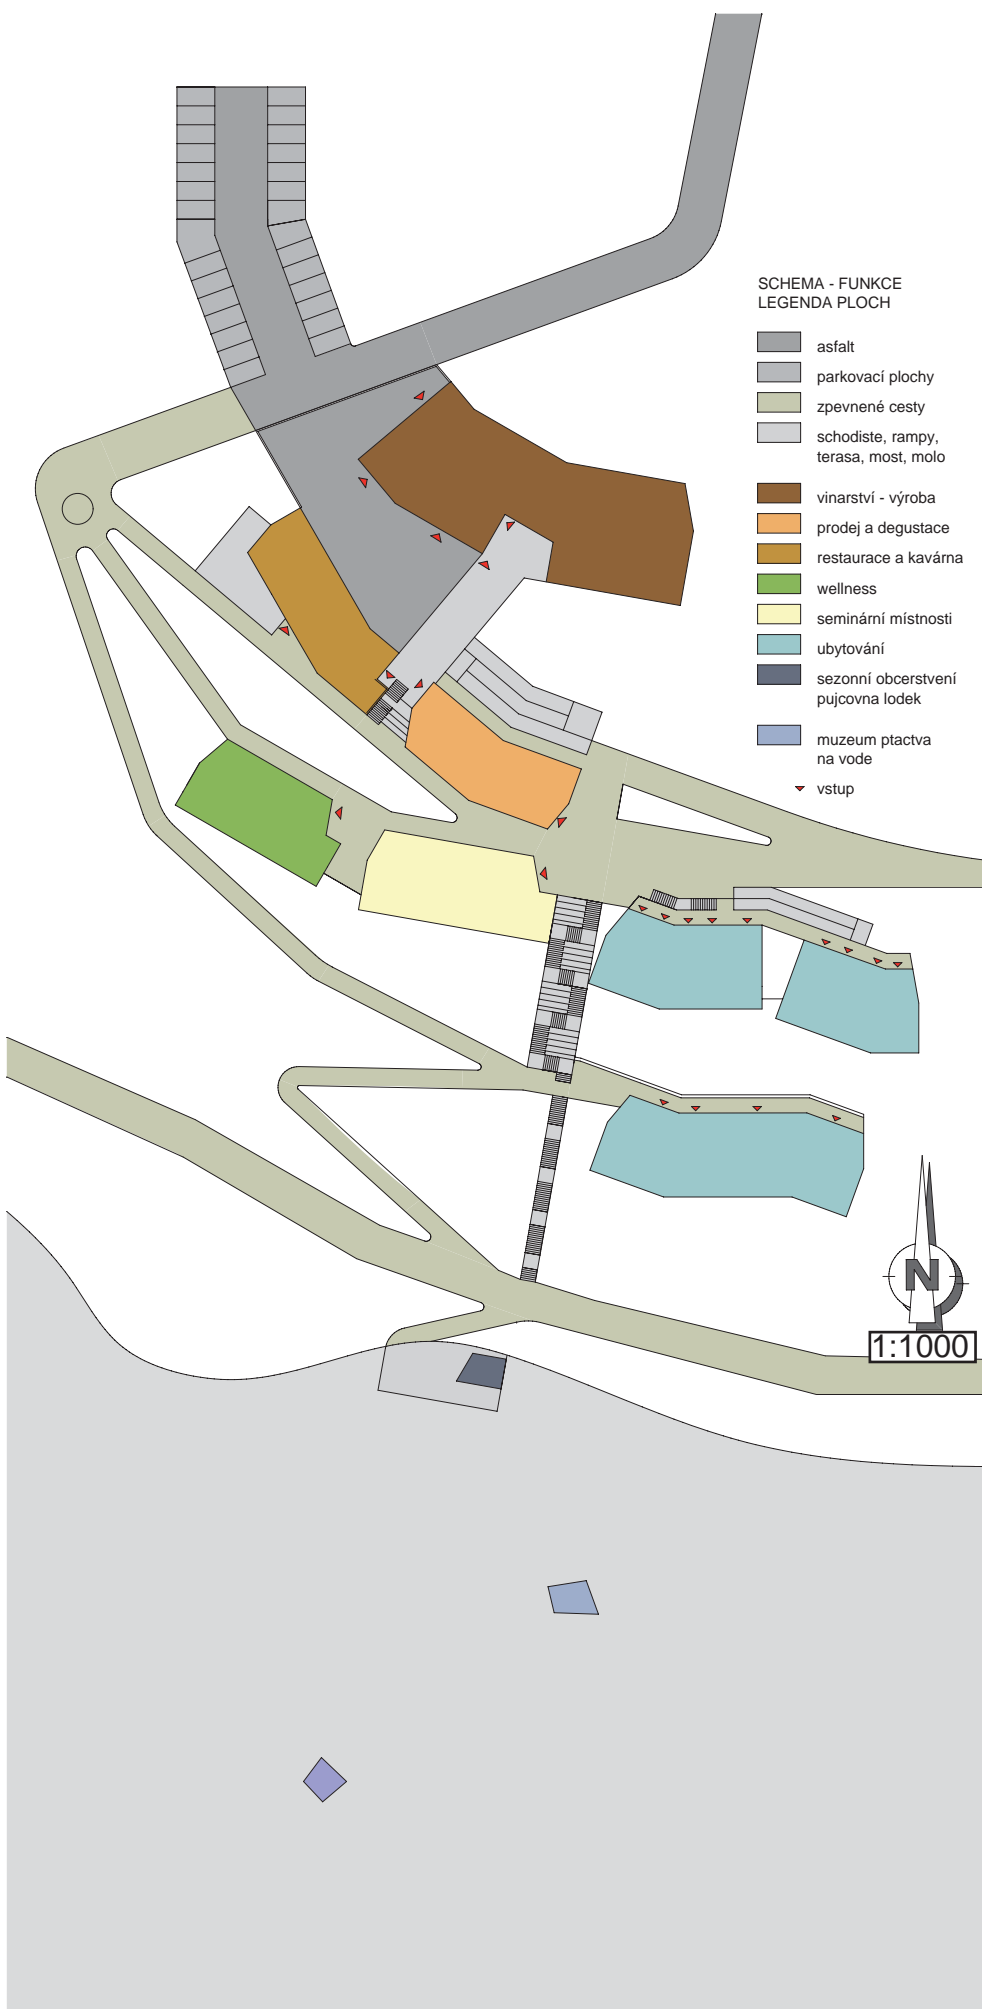 SCHEMA - FUNKCE
LEGENDA PLOCH
asfalt
parkovací plochy
zpevnené cesty
schodiste, rampy,
terasa, most, molo
vinarství - výroba
prodej a degustace
restaurace a kavárna
wellness
seminární místnosti
ubytování
sezonní obcerstvení
pujcovna lodek
muzeum ptactva
na vode
vstup
N
1:1000